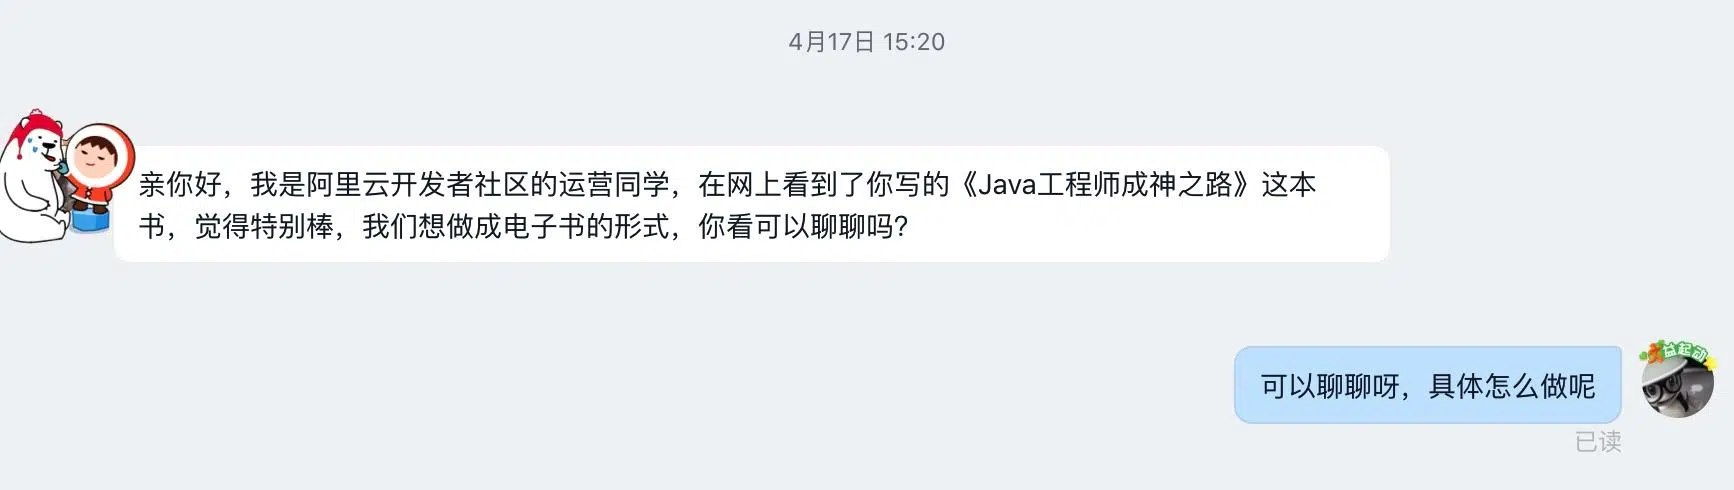 4月17日 15:20
亲你好，我是阿里云开发者社区的运营同学，在网上看到了你写的《Java工程师成神之路》这本
书，觉得特别棒，我们想做成电子书的形式，你看可以聊聊吗？
益起动
可以聊聊呀，具体怎么做呢
已读